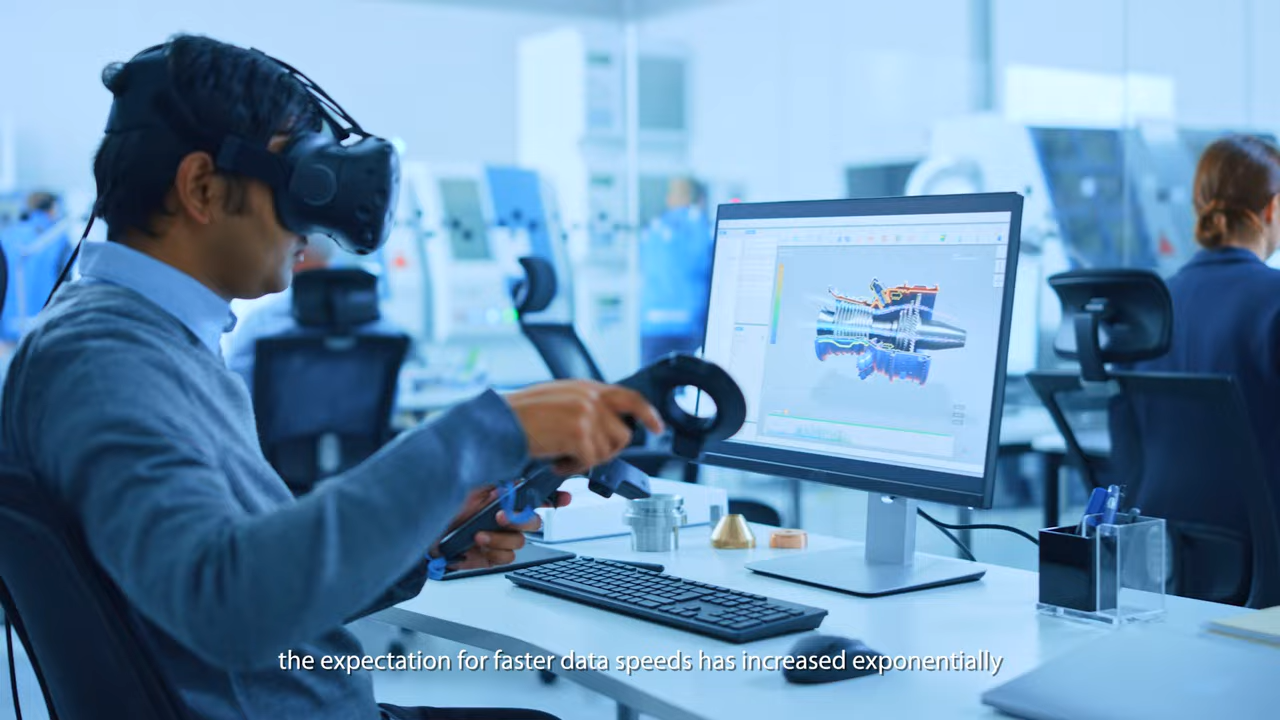 the expectation for faster data speeds has increased exponentially